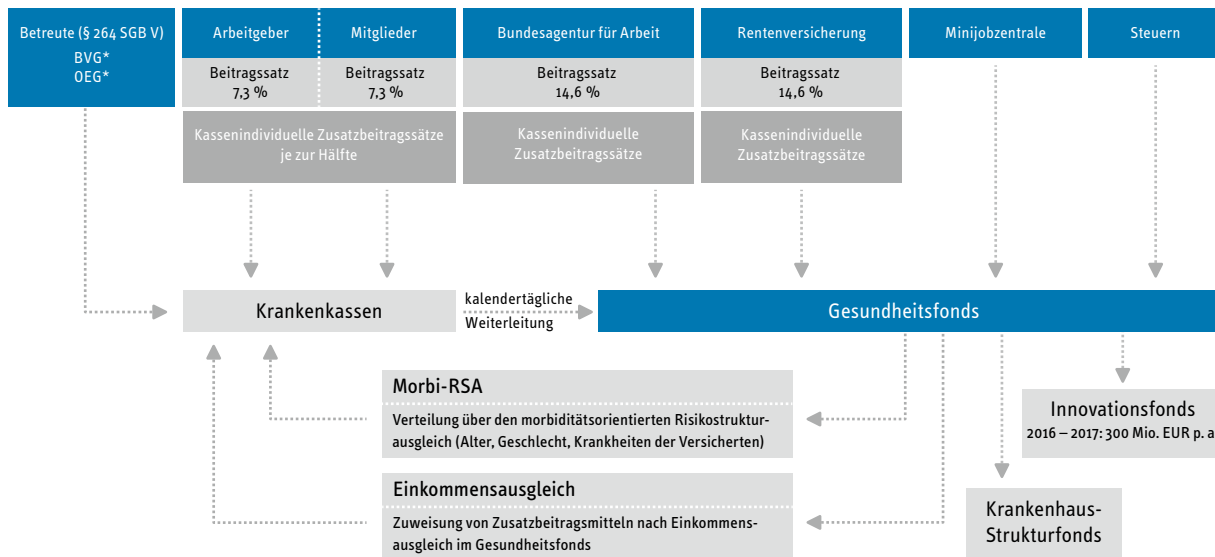 Betreute (§ 264 SGB V)
BVG*
OEG*
Arbeitgeber
Mitglieder
Bundesagentur für Arbeit
Rentenversicherung
Minijobzentrale
Steuern
Beitragssatz
7,3 %
Beitragssatz
7,3 %
Beitragssatz
14,6 %
Beitragssatz
14,6 %
Kassenindividuelle Zusatzbeitragssätze
je zur Hälfte
Kassenindividuelle
Zusatzbeitragssätze
Kassenindividuelle
Zusatzbeitragssätze
Krankenkassen
kalendertägliche
Weiterleitung
Gesundheitsfonds
Morbi-RSA
Verteilung über den morbiditätsorientierten Risikostruktur-
ausgleich (Alter, Geschlecht, Krankheiten der Versicherten)
Innovationsfonds
2016 – 2017: 300 Mio. EUR p. a
Einkommensausgleich
Zuweisung von Zusatzbeitragsmitteln nach Einkommens-
ausgleich im Gesundheitsfonds
Krankenhaus-
Strukturfonds